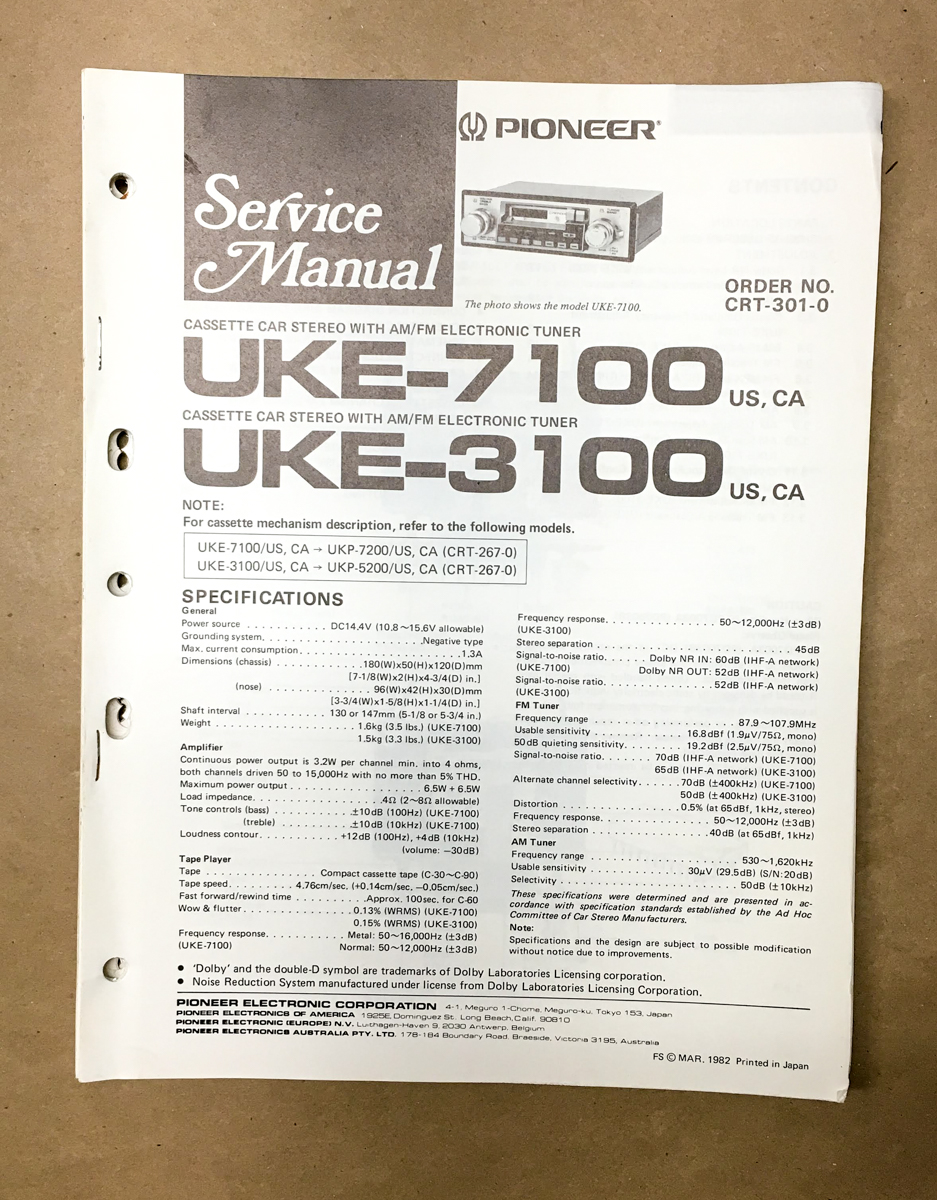 Service
Manual
PIONEER®
The photo shows the model UKE-7100.
ORDER NO.
CRT-301-0
CASSETTE CAR STEREO WITH AM/FM ELECTRONIC TUNER
UKE-7100 US, CA
CASSETTE CAR STEREO WITH AM/FM ELECTRONIC TUNER
UKE-3100 US, CA
NOTE:
For cassette mechanism description, refer to the following models.
UKE-7100/US, CA → UKP-7200/US, CA (CRT-267-0)
UKE-3100/US, CA → UKP-5200/US, CA (CRT-267-0)
SPECIFICATIONS
General
Power source . . . . . . . . . . . DC14.4V (10.8～15.6V allowable)
Grounding system. . . . . . . . . . . . . . . . . . . . . .Negative type
Max. current consumption. . . . . . . . . . . . . . . . . . . . . .1.3A
Dimensions (chassis) . . . . . . . . . . . .180(W)x50(H)x120(D)mm
[7-1/8(W)x2(H)x4-3/4(D) in.]
(nose) . . . . . . . . . . . . . . . . . 96(W)x42(H)x30(D)mm
[3-3/4(W)x1-5/8(H)x1-1/4(D) in.]
Shaft interval . . . . . . . . . . . 130 or 147mm (5-1/8 or 5-3/4 in.)
Weight . . . . . . . . . . . . . . . . . . . 1.6kg (3.5 lbs.) (UKE-7100)
1.5kg (3.3 lbs.) (UKE-3100)
Amplifier
Continuous power output is 3.2W per channel min. into 4 ohms,
both channels driven 50 to 15,000Hz with no more than 5% THD.
Maximum power output . . . . . . . . . . . . . . . . . . 6.5W + 6.5W
Load impedance. . . . . . . . . . . . . . . . . .4Ω (2～8Ω allowable)
Tone controls (bass) . . . . . . . . . . . ±10dB (100Hz) (UKE-7100)
(treble) . . . . . . . . . . . ±10dB (10kHz) (UKE-7100)
Loudness contour. . . . . . . . . . . +12dB (100Hz), +4dB (10kHz)
(volume: −30dB)
Tape Player
Tape . . . . . . . . . . . . . . . Compact cassette tape (C-30～C-90)
Tape speed. . . . . . . . . 4.76cm/sec. (+0.14cm/sec, −0.05cm/sec.)
Fast forward/rewind time . . . . . . . . . .Approx. 100sec. for C-60
Wow & flutter. . . . . . . . . . . . . . . 0.13% (WRMS) (UKE-7100)
0.15% (WRMS) (UKE-3100)
Frequency response. . . . . . . . . . . Metal: 50～16,000Hz (±3dB)
(UKE-7100) Normal: 50～12,000Hz (±3dB)
Frequency response. . . . . . . . . . . . . . . 50～12,000Hz (±3dB)
(UKE-3100)
Stereo separation . . . . . . . . . . . . . . . . . . . . . . . . . . . 45dB
Signal-to-noise ratio. . . . . . Dolby NR IN: 60dB (IHF-A network)
(UKE-7100) Dolby NR OUT: 52dB (IHF-A network)
Signal-to-noise ratio. . . . . . . . . . . . . . .52dB (IHF-A network)
(UKE-3100)
FM Tuner
Frequency range . . . . . . . . . . . . . . . . . . . 87.9～107.9MHz
Usable sensitivity . . . . . . . . . . . . 16.8dBf (1.9μV/75Ω, mono)
50dB quieting sensitivity. . . . . . . . 19.2dBf (2.5μV/75Ω, mono)
Signal-to-noise ratio. . . . . . . . . 70dB (IHF-A network) (UKE-7100)
65dB (IHF-A network) (UKE-3100)
Alternate channel selectivity. . . . . . .70dB (±400kHz) (UKE-7100)
50dB (±400kHz) (UKE-3100)
Distortion . . . . . . . . . . . . . . . 0.5% (at 65dBf, 1kHz, stereo)
Frequency response. . . . . . . . . . . . . . . 50～12,000Hz (±3dB)
Stereo separation . . . . . . . . . . . . . . . .40dB (at 65dBf, 1kHz)
AM Tuner
Frequency range . . . . . . . . . . . . . . . . . . . 530～1,620kHz
Usable sensitivity . . . . . . . . . . . . . 30μV (29.5dB) (S/N:20dB)
Selectivity . . . . . . . . . . . . . . . . . . . . . . . . 50dB (±10kHz)
These specifications were determined and are presented in ac-
cordance with specification standards established by the Ad Hoc
Committee of Car Stereo Manufacturers.
Note:
Specifications and the design are subject to possible modification
without notice due to improvements.
● 'Dolby' and the double-D symbol are trademarks of Dolby Laboratories Licensing corporation.
● Noise Reduction System manufactured under license from Dolby Laboratories Licensing Corporation.
PIONEER ELECTRONIC CORPORATION 4-1, Meguro 1-Chome, Meguro-ku, Tokyo 153, Japan
PIONEER ELECTRONICS OF AMERICA 1925E, Dominguez St. Long Beach, Calif. 90810
PIONEER ELECTRONIC (EUROPE) N.V. Luithagen-Haven 9, 2030 Antwerp, Belgium
PIONEER ELECTRONICS AUSTRALIA PTY. LTD. 178-184 Boundary Road, Braeside, Victoria 3195, Australia
FS © MAR. 1982 Printed in Japan